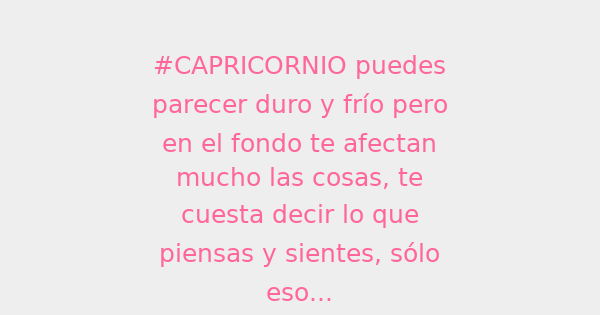 #CAPRICORNIO puedes
parecer duro y frío pero
en el fondo te afectan
mucho las cosas, te
cuesta decir lo que
piensas y sientes, sólo
eso...